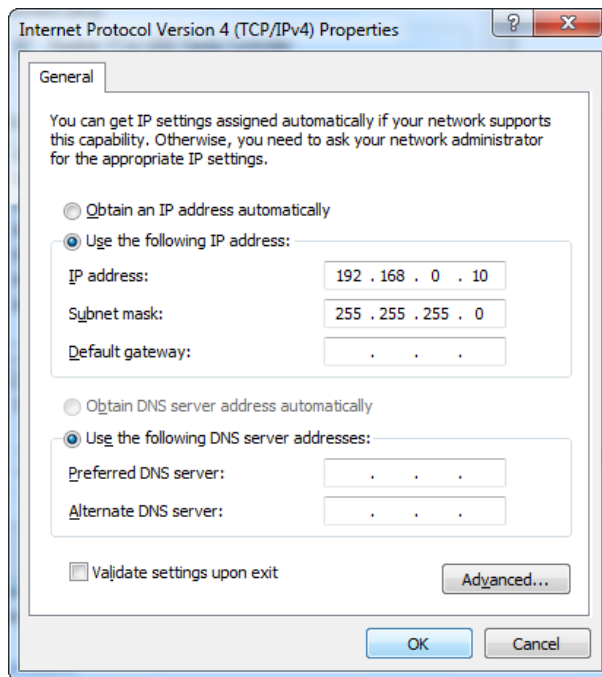 Internet Protocol Version 4 (TCP/IPv4) Properties
General
You can get IP settings assigned automatically if your network supports
this capability. Otherwise, you need to ask your network administrator
for the appropriate IP settings.
Obtain an IP address automatically
Use the following IP address:
IP address: 192 . 168 . 0 . 10
Subnet mask: 255 . 255 . 255 . 0
Default gateway: . . .
Obtain DNS server address automatically
Use the following DNS server addresses:
Preferred DNS server: . . .
Alternate DNS server: . . .
Validate settings upon exit
Advanced...
OK Cancel